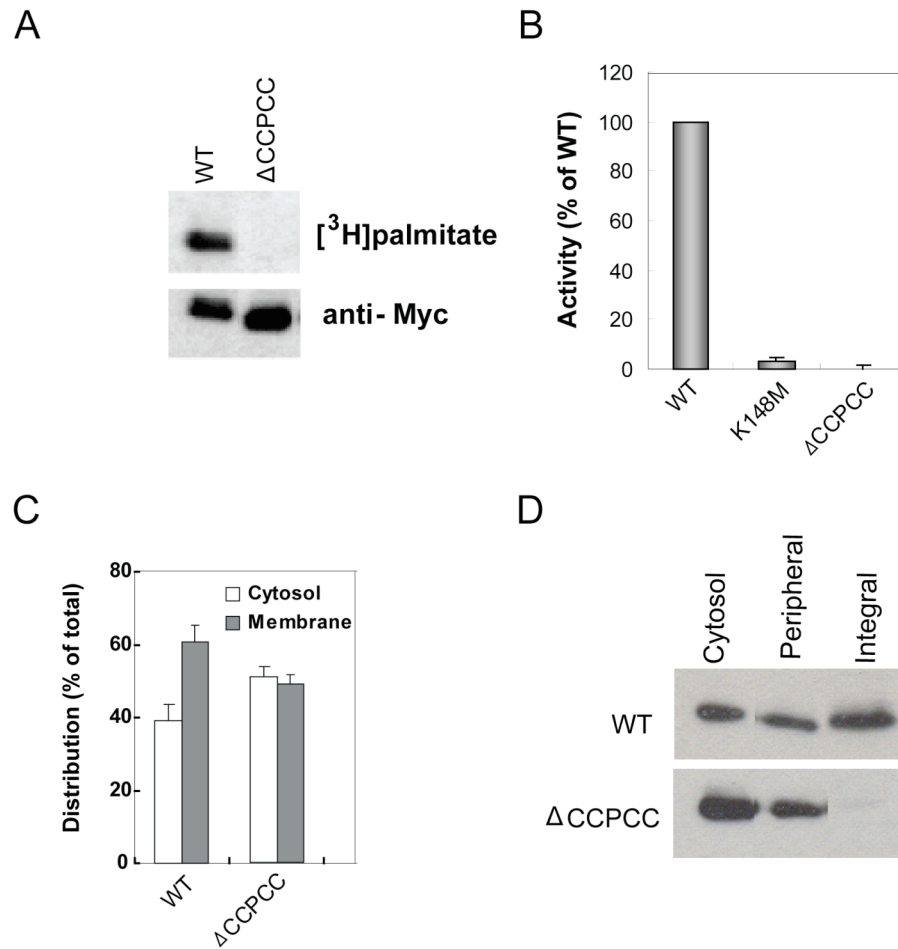 A
WT
ΔCCPCC
[³H]palmitate
anti- Myc
B
Activity (% of WT)
120
100
80
60
40
20
0
WT
K148M
ΔCCPCC
C
Distribution (% of total)
80
60
40
20
0
Cytosol
Membrane
WT
ΔCCPCC
D
Cytosol
Peripheral
Integral
WT
ΔCCPCC